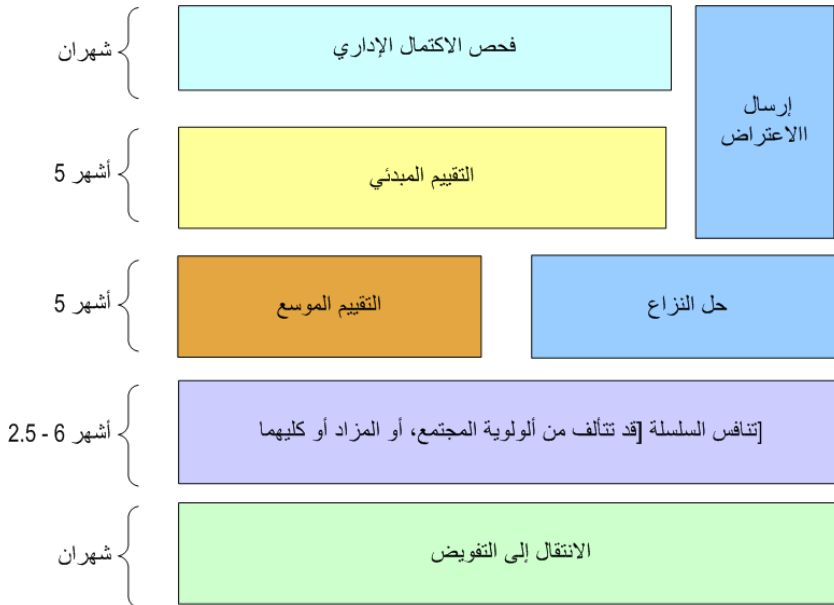 شهران
فحص الاكتمال الإداري
إرسال
االاعتراض
5 أشهر
التقييم المبدئي
5 أشهر
التقييم الموسع
حل النزاع
2.5 - 6 أشهر
[تنافس السلسلة [قد تتألف من ألولوية المجتمع، أو المزاد أو كليهما
شهران
الانتقال إلى التفويض